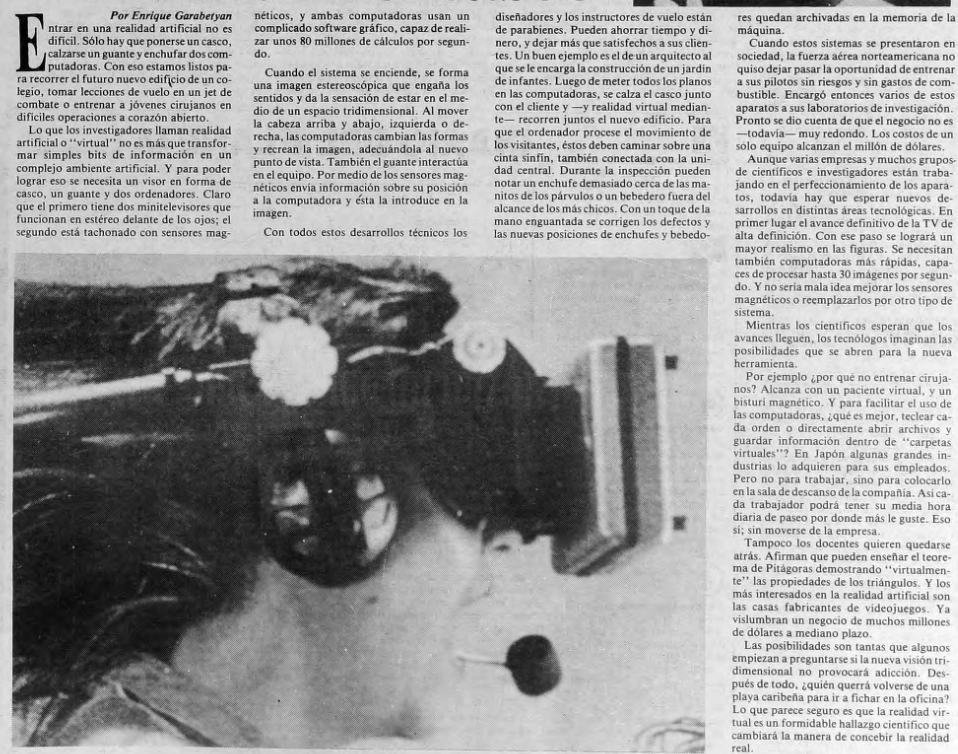 Por Enrique Garabetyan
Entrar en una realidad artificial no es
difícil. Sólo hay que ponerse un casco,
calzarse un guante y enchufar dos com-
putadoras. Con eso estamos listos pa-
ra recorrer el futuro nuevo edificio de un co-
legio, tomar lecciones de vuelo en un jet de
combate o entrenar a jóvenes cirujanos en
difíciles operaciones a corazón abierto.
Lo que los investigadores llaman realidad
artificial o "virtual" no es más que transfor-
mar simples bits de información en un
complejo ambiente artificial. Y para poder
lograr eso se necesita un visor en forma de
casco, un guante y dos ordenadores. Claro
que el primero tiene dos minitelevisores que
funcionan en estéreo delante de los ojos; el
segundo está tachonado con sensores mag-
néticos, y ambas computadoras usan un
complicado software gráfico, capaz de reali-
zar unos 80 millones de cálculos por segun-
do.
Cuando el sistema se enciende, se forma
una imagen estereoscópica que engaña los
sentidos y da la sensación de estar en el me-
dio de un espacio tridimensional. Al mover
la cabeza arriba y abajo, izquierda o de-
recha, las computadoras cambian las formas
y recrean la imagen, adecuándola al nuevo
punto de vista. También el guante interactúa
en el equipo. Por medio de los sensores mag-
néticos envía información sobre su posición
a la computadora y ésta la introduce en la
imagen.
Con todos estos desarrollos técnicos los
diseñadores y los instructores de vuelo están
de parabienes. Pueden ahorrar tiempo y di-
nero, y dejar más satisfechos a sus clien-
tes. Un buen ejemplo es el de un arquitecto al
que se le encarga la construcción de un jardín
de infantes. Luego de meter todos los planos
en las computadoras, se calza el casco junto
con el cliente y —y realidad virtual median-
te— recorren juntos el nuevo edificio. Para
que el ordenador procese el movimiento de
los visitantes, éstos deben caminar sobre una
cinta sinfín, también conectada con la uni-
dad central. Durante la inspección pueden
notar un enchufe demasiado cerca de las ma-
nitos de los párvulos o un bebedero fuera del
alcance de los más chicos. Con un toque de la
mano enguantada se corrigen los defectos y
las nuevas posiciones de enchufes y bebedo-
res quedan archivadas en la memoria de la
máquina.
Cuando estos sistemas se presentaron en
sociedad, la fuerza aérea norteamericana no
quiso dejar pasar la oportunidad de entrenar
a sus pilotos sin riesgos y sin gastos de com-
bustible. Encargó entonces varios de estos
aparatos a sus laboratorios de investigación.
Pronto se dio cuenta de que el negocio no es
—todavía— muy redondo. Los costos de un
sólo equipo alcanzan el millón de dólares.
Aunque varias empresas y muchos grupos
de científicos e investigadores están traba-
jando en el perfeccionamiento de los apara-
tos, todavía hay que esperar nuevos de-
sarrollos en distintas áreas tecnológicas. En
primer lugar el avance definitivo de la TV de
alta definición. Con ese paso se logrará un
mayor realismo en las figuras. Se necesitan
también computadoras más rápidas, capa-
ces de procesar hasta 30 imágenes por segun-
do. Y no sería mala idea mejorar los sensores
magnéticos o reemplazarlos por otro tipo de
sistema.
Mientras los científicos esperan que los
avances lleguen, los tecnólogos imaginan las
posibilidades que se abren para la nueva
herramienta.
Por ejemplo ¿por qué no entrenar ciruja-
nos? Alcanza con un paciente virtual, y un
bisturí magnético. Y para facilitar el uso de
las computadoras, ¿qué es mejor, teclear ca-
da orden o directamente abrir archivos y
guardar información dentro de "carpetas
virtuales"? En Japón algunas grandes in-
dustrias lo adquieren para sus empleados.
Pero no para trabajar, sino para colocarlo
en la sala de descanso de la compañía. Así ca-
da trabajador podrá tener su media hora
diaria de paseo por donde más le guste. Eso
sí; sin moverse de la empresa.
Tampoco los docentes quieren quedarse
atrás. Afirman que pueden enseñar el teore-
ma de Pitágoras demostrando "virtualmen-
te" las propiedades de los triángulos. Y los
más interesados en la realidad artificial son
las casas fabricantes de videojuegos. Ya
vislumbran un negocio de muchos millones
de dólares a mediano plazo.
Las posibilidades son tantas que algunos
empiezan a preguntarse si la nueva visión tri-
dimensional no provocará adicción. Des-
pués de todo, ¿quién querrá volverse de una
playa caribeña para ir a fichar en la oficina?
Lo que parece seguro es que la realidad vir-
tual es un formidable hallazgo científico que
cambiará la manera de concebir la realidad
real.